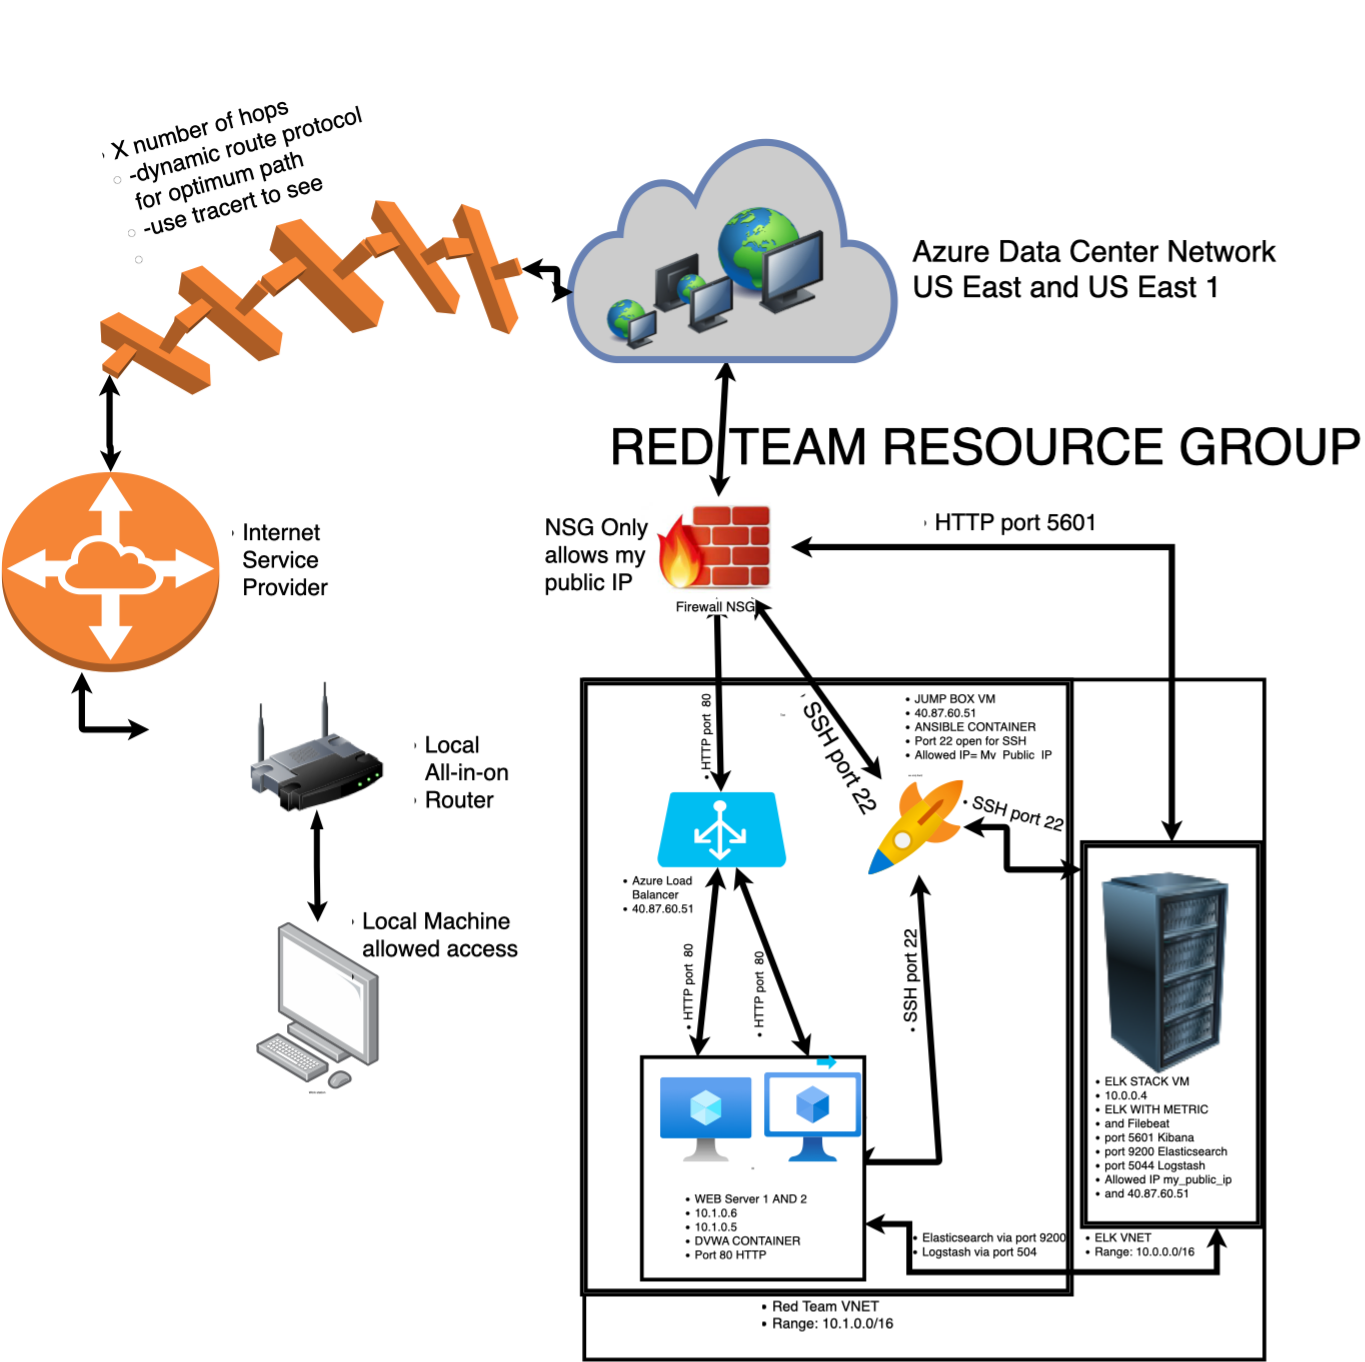 X number of hops
-dynamic route protocol
for optimum path
-use tracert to see
Azure Data Center Network
US East and US East 1
RED TEAM RESOURCE GROUP
HTTP port 5601
NSG Only
allows my
public IP
Firewall NSG
Internet
Service
Provider
JUMP BOX VM
40.87.60.51
ANSIBLE CONTAINER
Port 22 open for SSH
Allowed IP= My Public IP
HTTP port 80
SSH port 22
SSH port 22
Local
All-in-on
Router
Azure Load
Balancer
40.87.60.51
Local Machine
allowed access
HTTP port 80
HTTP port 80
SSH port 22
ELK STACK VM
10.0.0.4
ELK WITH METRIC
and Filebeat
port 5601 Kibana
port 9200 Elasticsearch
port 5044 Logstash
Allowed IP my_public_ip
and 40.87.60.51
WEB Server 1 AND 2
10.1.0.6
10.1.0.5
DVWA CONTAINER
Port 80 HTTP
Elasticsearch via port 9200
Logstash via port 504
ELK VNET
Range: 10.0.0.0/16
Red Team VNET
Range: 10.1.0.0/16